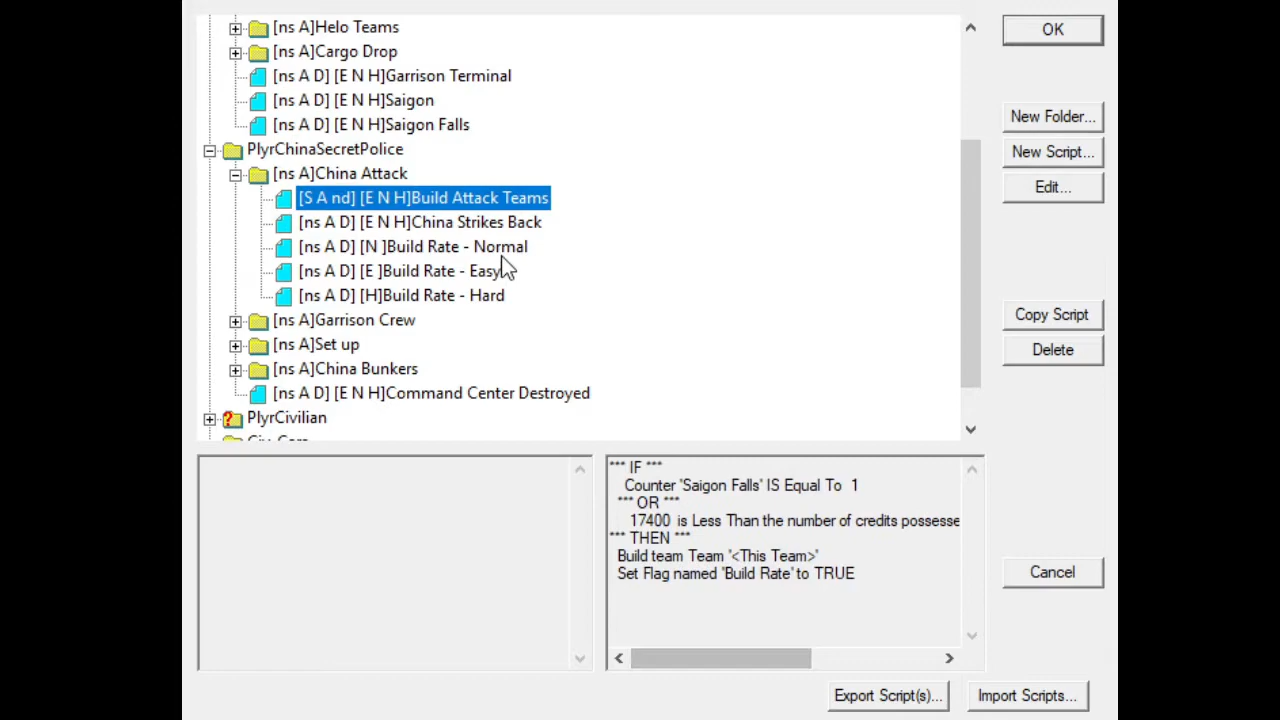 [ns A]Helo Teams
[ns A]Cargo Drop
[ns A D] [E N H]Garrison Terminal
[ns A D] [E N H]Saigon
[ns A D] [E N H]Saigon Falls
PlyrChinaSecretPolice
[ns A]China Attack
[S A nd] [E N H]Build Attack Teams
[ns A D] [E N H]China Strikes Back
[ns A D] [N ]Build Rate - Normal
[ns A D] [E ]Build Rate - Easy
[ns A D] [H]Build Rate - Hard
[ns A]Garrison Crew
[ns A]Set up
[ns A]China Bunkers
[ns A D] [E N H]Command Center Destroyed
PlyrCivilian
OK
New Folder...
New Script...
Edit...
Copy Script
Delete
*** IF ***
Counter 'Saigon Falls' IS Equal To 1
*** OR ***
17400 is Less Than the number of credits possesse
*** THEN ***
Build team Team '<This Team>'
Set Flag named 'Build Rate' to TRUE
Cancel
Export Script(s)...
Import Scripts...